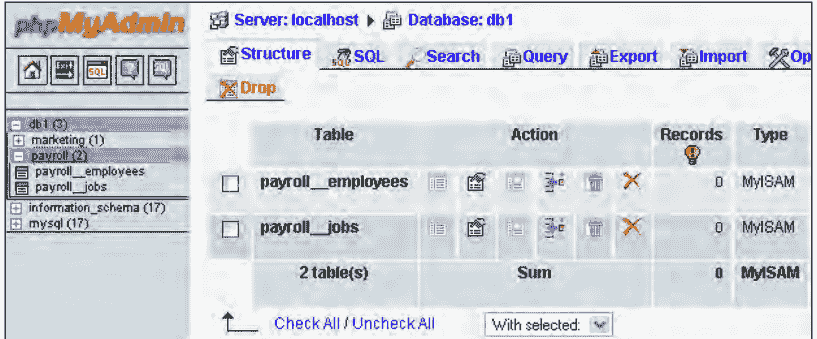 phpMyAdmin
db1 (3)
marketing (1)
payroll (2)
payroll__employees
payroll__jobs
information_schema (17)
mysql (17)
Server: localhost Database: db1
Structure SQL Search Query Export Import Op
Drop
Table Action Records Type
payroll__employees 0 MyISAM
payroll__jobs 0 MyISAM
2 table(s) Sum 0 MyISAM
Check All / Uncheck All With selected: